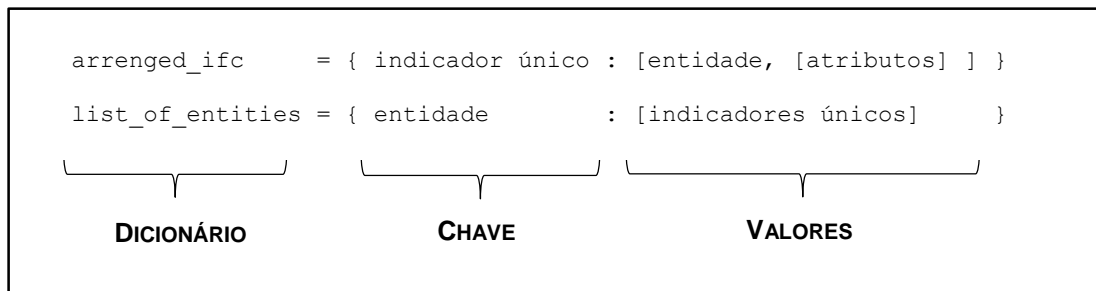 arrenged_ifc = { indicador único : [entidade, [atributos] ] }
list_of_entities = { entidade : [indicadores únicos] }
DICIONÁRIO CHAVE VALORES